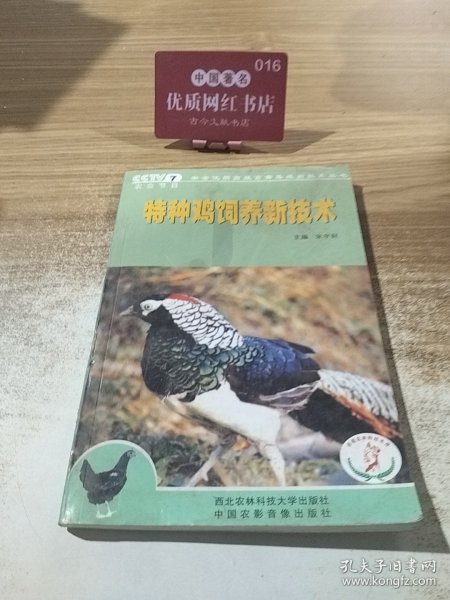 016
中国著名
优质网红书店
古今文献书店
CCTV 7
农业节目
特种鸡饲养新技术
主编
西北农林科技大学出版社
中国农影音像出版社
孔夫子旧书网
www.kongfz.com